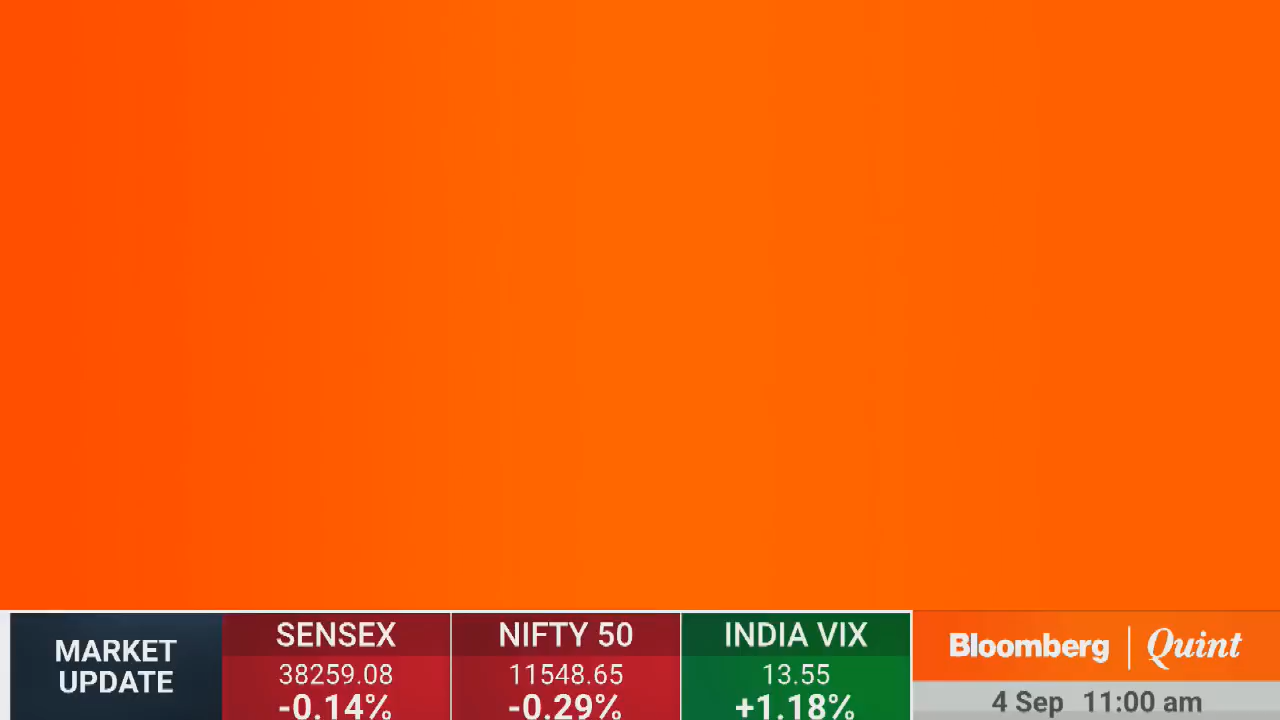 MARKET
UPDATE
SENSEX
38259.08
-0.14%
NIFTY 50
11548.65
-0.29%
INDIA VIX
13.55
+1.18%
Bloomberg | Quint
4 Sep 11:00 am